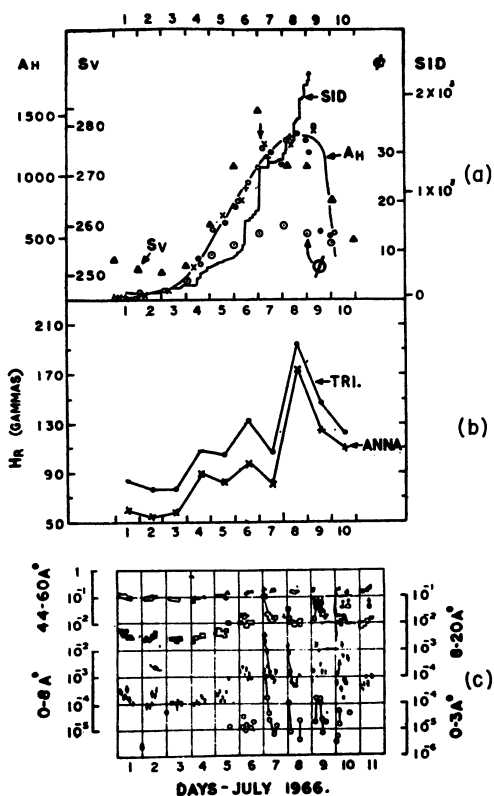 1 2 3 4 5 6 7 8 9 10
AH SV ϕ SID
1500 280 30 2×10⁵
SID
AH
1000 270 20 1×10⁵
(a)
500 260 10
SV
ϕ
250 0
1 2 3 4 5 6 7 8 9 10
HR (GAMMAS)
210
170
130
90
50
TRI.
ANNA
(b)
1 2 3 4 5 6 7 8 9 10
44-60A°
1
10⁻¹
10⁻²
0-8A°
10⁻²
10⁻³
10⁻⁴
10⁻⁵
8-20A°
10⁻¹
10⁻²
10⁻³
10⁻⁴
0-3A°
10⁻⁴
10⁻⁵
10⁻⁶
(c)
1 2 3 4 5 6 7 8 9 10 11
DAYS - JULY 1966.